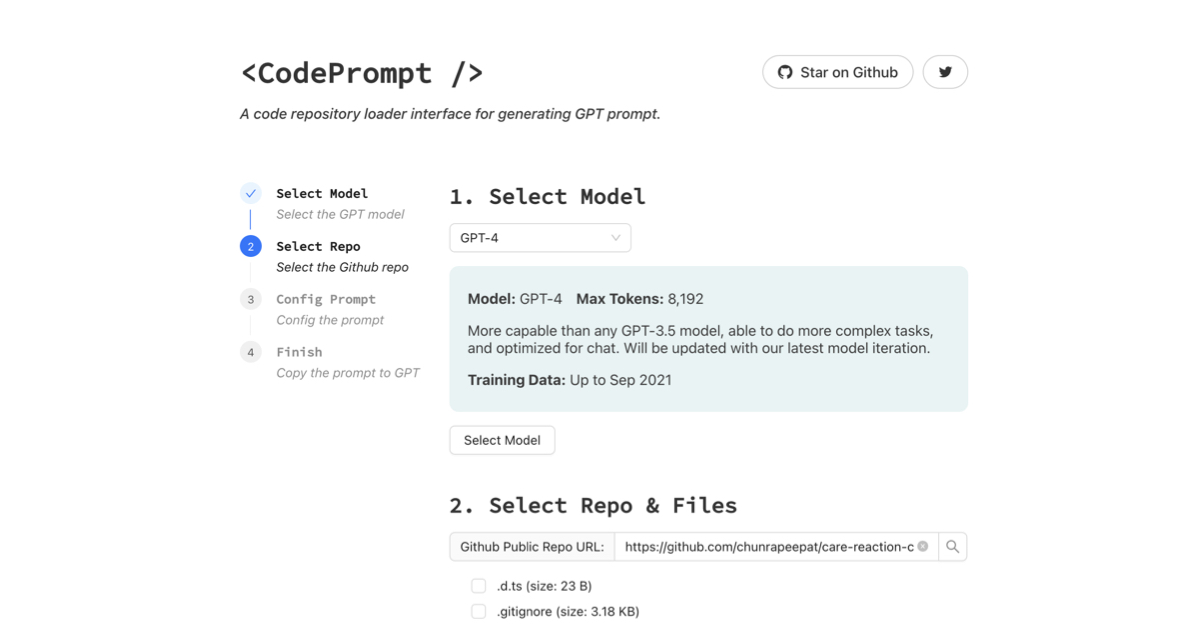 <CodePrompt />
Star on Github
A code repository loader interface for generating GPT prompt.
Select Model
Select the GPT model
2
Select Repo
Select the Github repo
3
Config Prompt
Config the prompt
4
Finish
Copy the prompt to GPT
1. Select Model
GPT-4
Model: GPT-4 Max Tokens: 8,192
More capable than any GPT-3.5 model, able to do more complex tasks,
and optimized for chat. Will be updated with our latest model iteration.
Training Data: Up to Sep 2021
Select Model
2. Select Repo & Files
Github Public Repo URL: https://github.com/chunrapeepat/care-reaction-c
.d.ts (size: 23 B)
.gitignore (size: 3.18 KB)